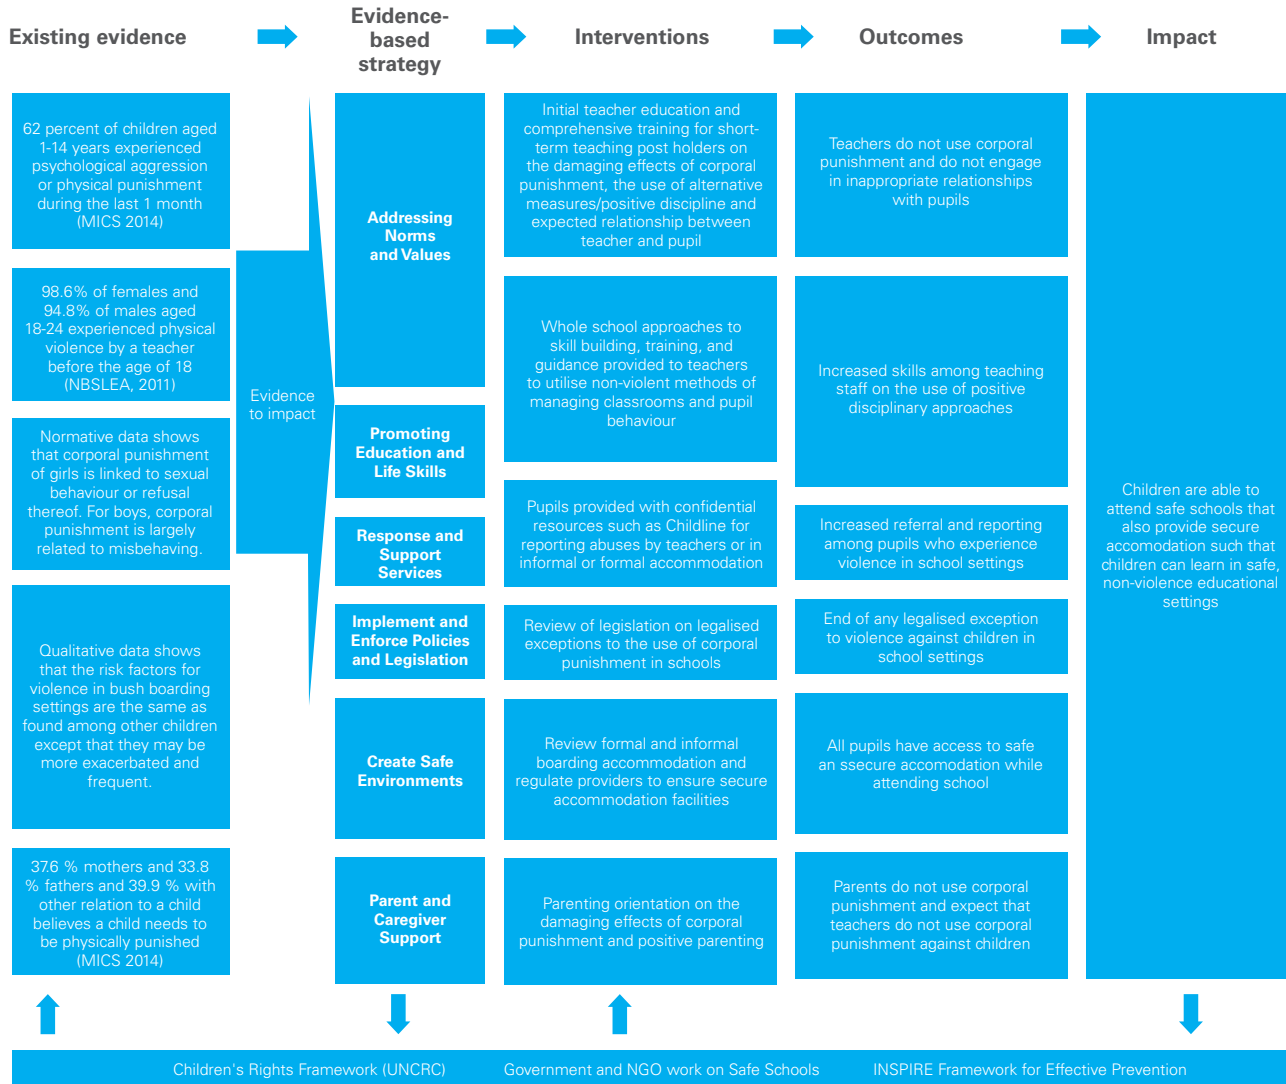 Existing evidence
Evidence-
based
strategy
Interventions
Outcomes
Impact
62 percent of children aged
1-14 years experienced
psychological aggression
or physical punishment
during the last 1 month
(MICS 2014)
98.6% of females and
94.8% of males aged
18-24 experienced physical
violence by a teacher
before the age of 18
(NBSLEA, 2011)
Normative data shows
that corporal punishment
of girls is linked to sexual
behaviour or refusal
thereof. For boys, corporal
punishment is largely
related to misbehaving.
Qualitative data shows
that the risk factors for
violence in bush boarding
settings are the same as
found among other children
except that they may be
more exacerbated and
frequent.
37.6 % mothers and 33.8
% fathers and 39.9 % with
other relation to a child
believes a child needs to
be physically punished
(MICS 2014)
Evidence
to impact
Addressing
Norms
and Values
Promoting
Education and
Life Skills
Response and
Support
Services
Implement and
Enforce Policies
and Legislation
Create Safe
Environments
Parent and
Caregiver
Support
Initial teacher education and
comprehensive training for short-
term teaching post holders on
the damaging effects of corporal
punishment, the use of alternative
measures/positive discipline and
expected relationship between
teacher and pupil
Whole school approaches to
skill building, training, and
guidance provided to teachers
to utilise non-violent methods of
managing classrooms and pupil
behaviour
Pupils provided with confidential
resources such as Childline for
reporting abuses by teachers or in
informal or formal accommodation
Review of legislation on legalised
exceptions to the use of corporal
punishment in schools
Review formal and informal
boarding accommodation and
regulate providers to ensure secure
accommodation facilities
Parenting orientation on the
damaging effects of corporal
punishment and positive parenting
Teachers do not use corporal
punishment and do not engage
in inappropriate relationships
with pupils
Increased skills among teaching
staff on the use of positive
disciplinary approaches
Increased referral and reporting
among pupils who experience
violence in school settings
End of any legalised exception
to violence against children in
school settings
All pupils have access to safe
an ssecure accomodation while
attending school
Parents do not use corporal
punishment and expect that
teachers do not use corporal
punishment against children
Children are able to
attend safe schools that
also provide secure
accomodation such that
children can learn in safe,
non-violence educational
settings
Children's Rights Framework (UNCRC)
Government and NGO work on Safe Schools
INSPIRE Framework for Effective Prevention